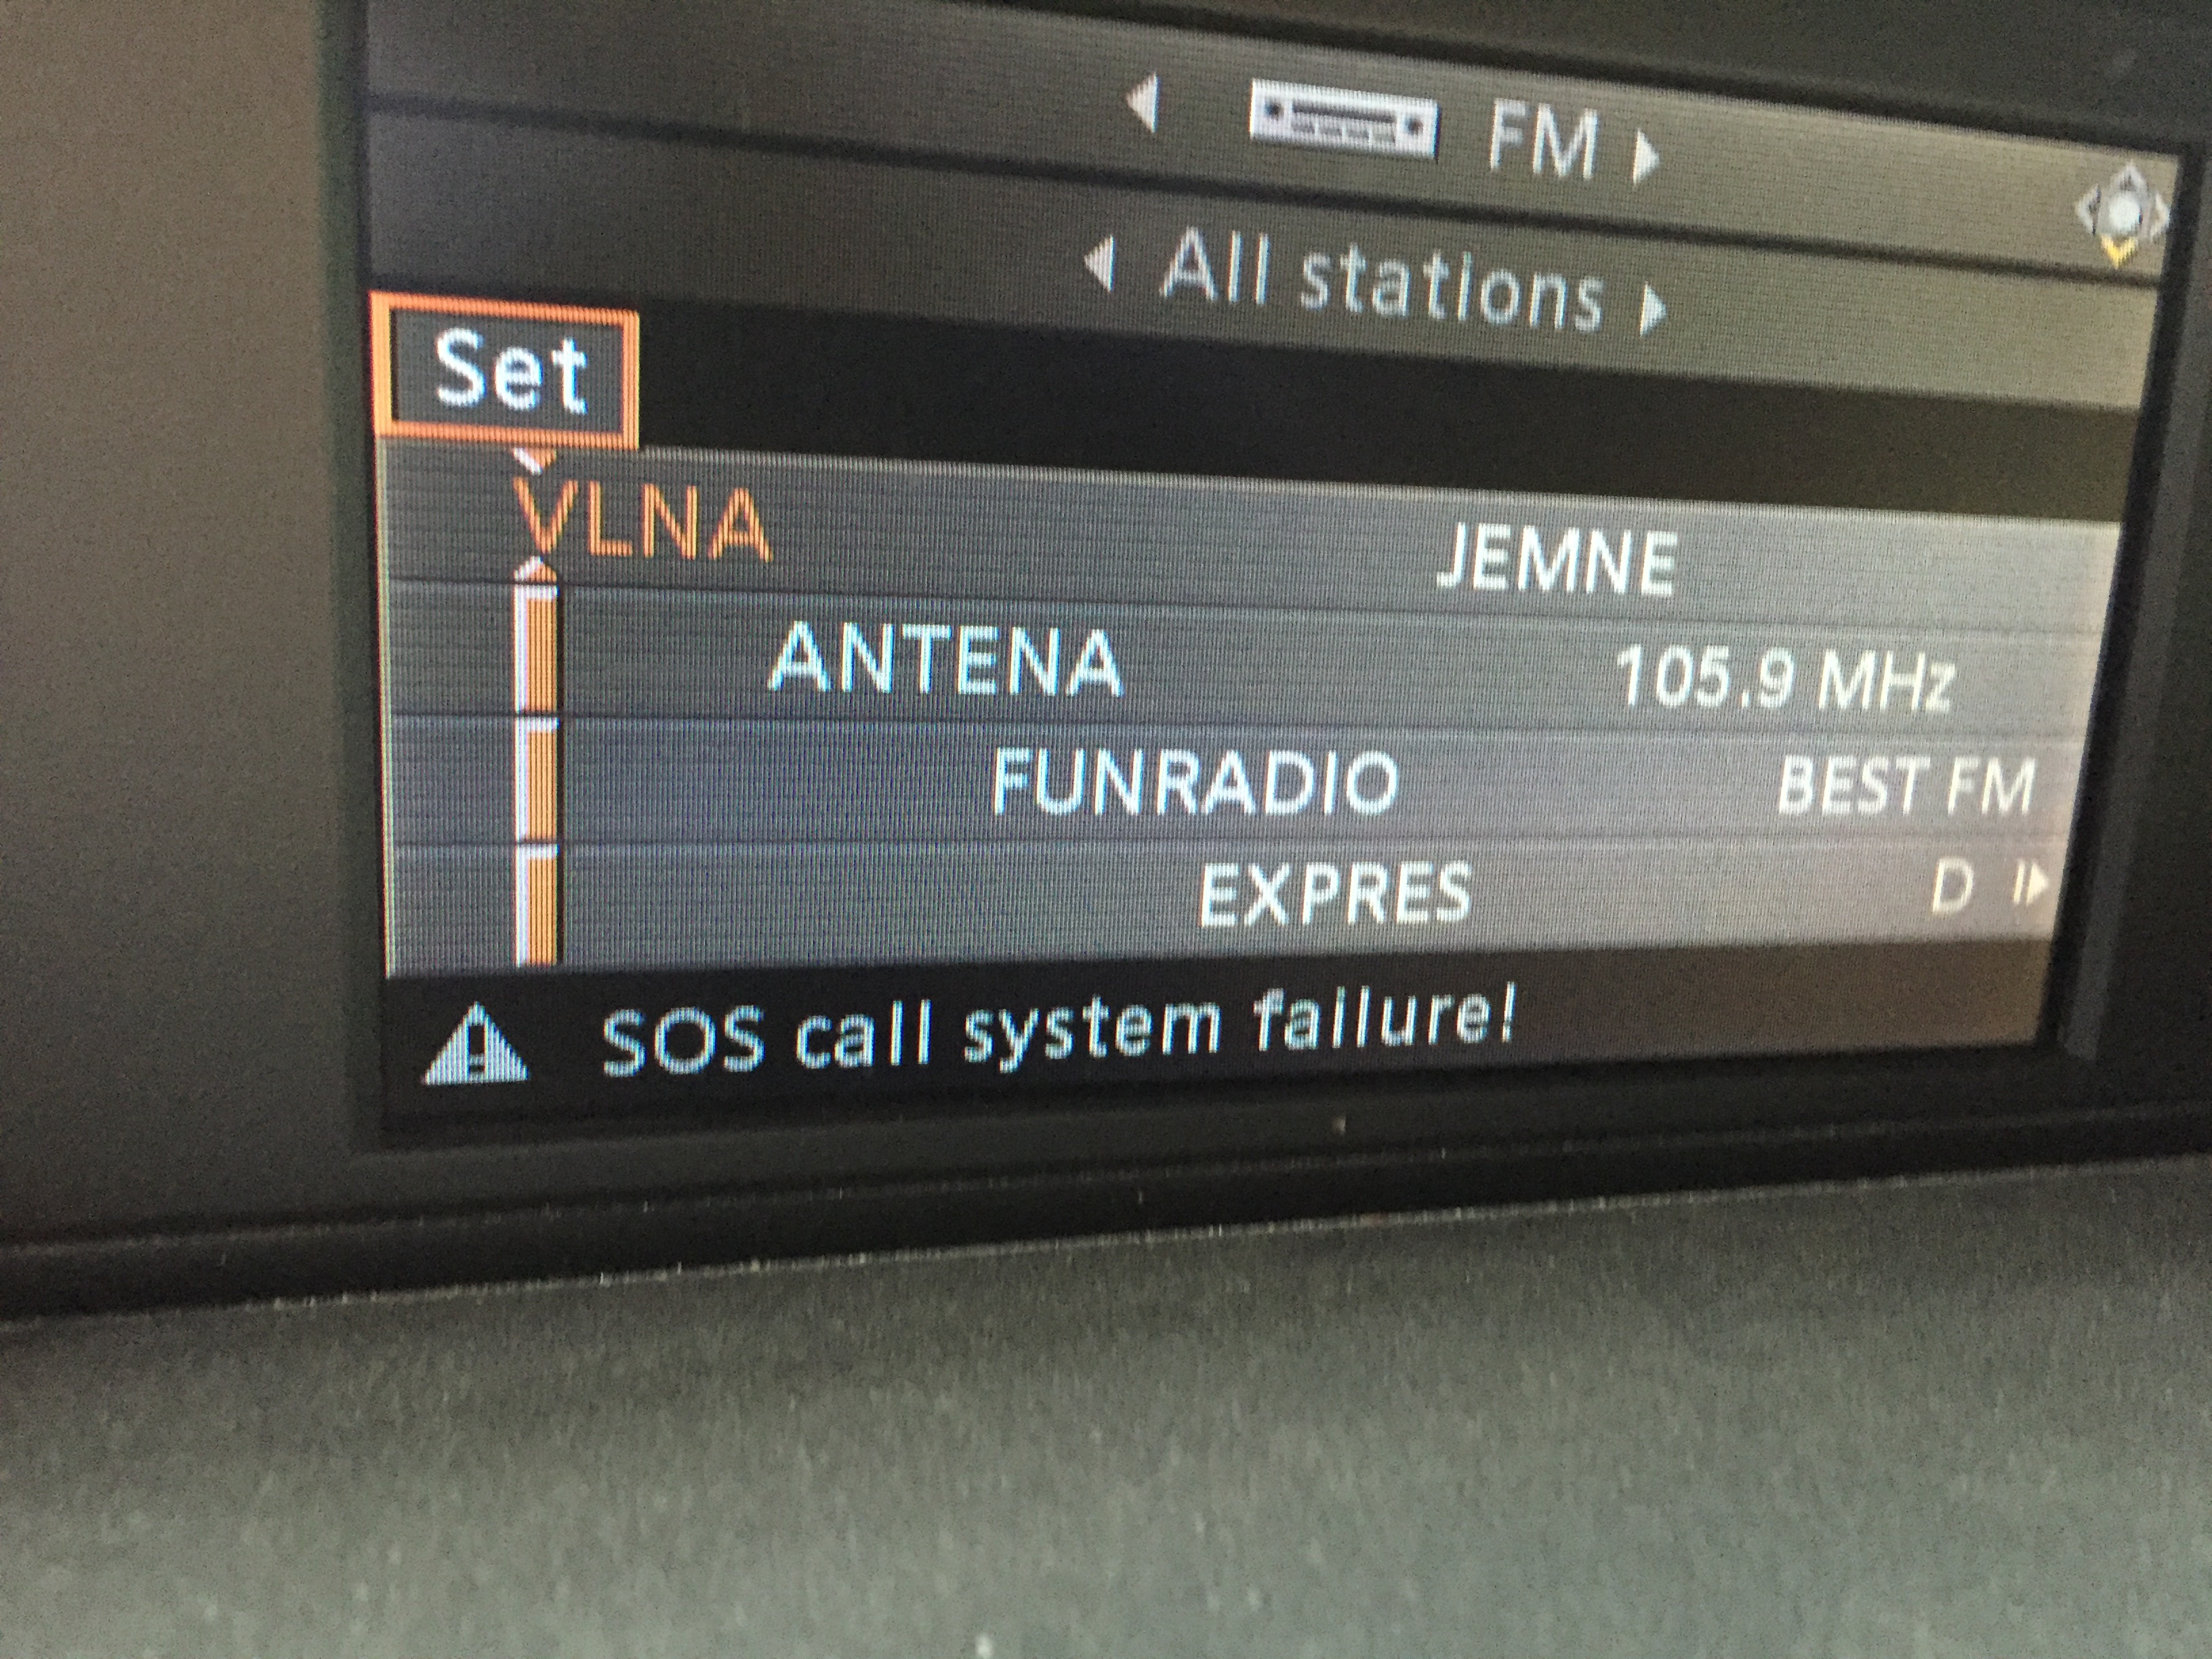 FM
All stations
Set
VLNA JEMNE
ANTENA 105.9 MHz
FUNRADIO BEST FM
EXPRES D
SOS call system failure!